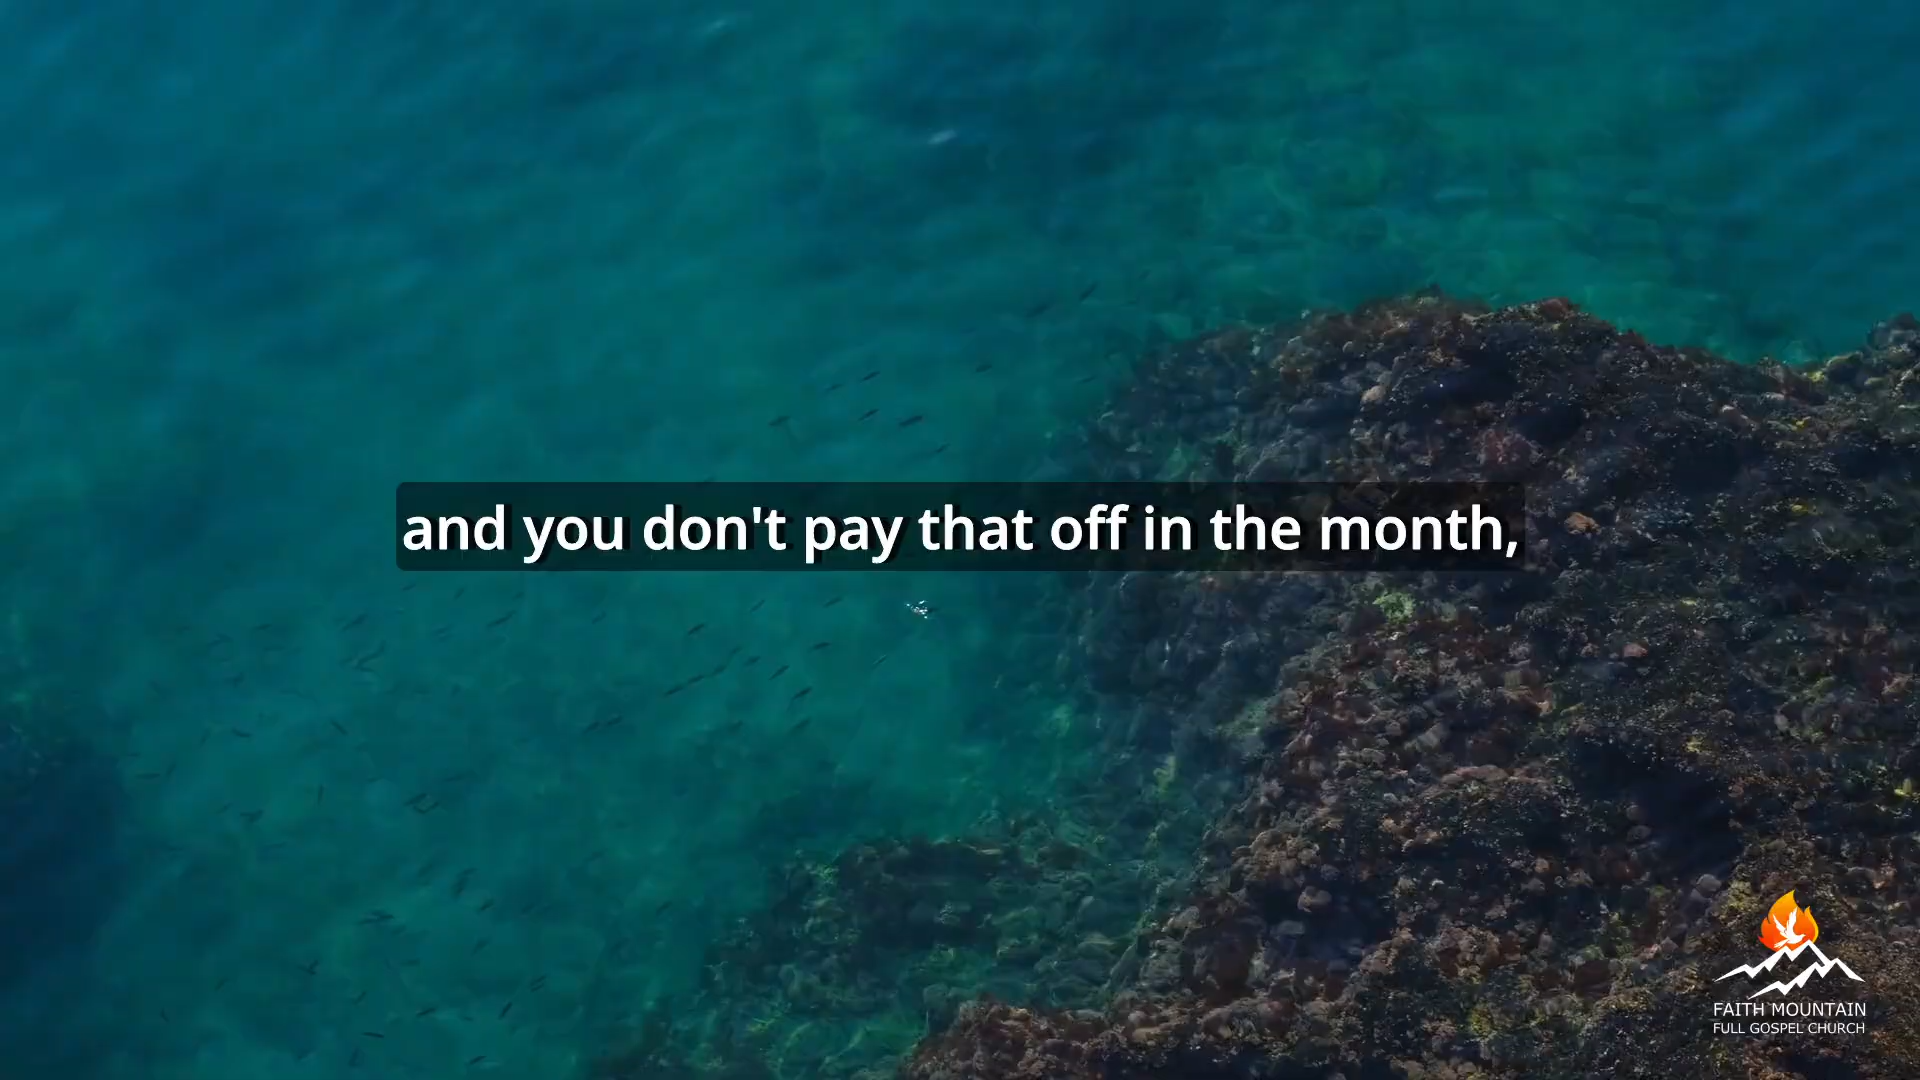 and you don't pay that off in the month,
FAITH MOUNTAIN
FULL GOSPEL CHURCH